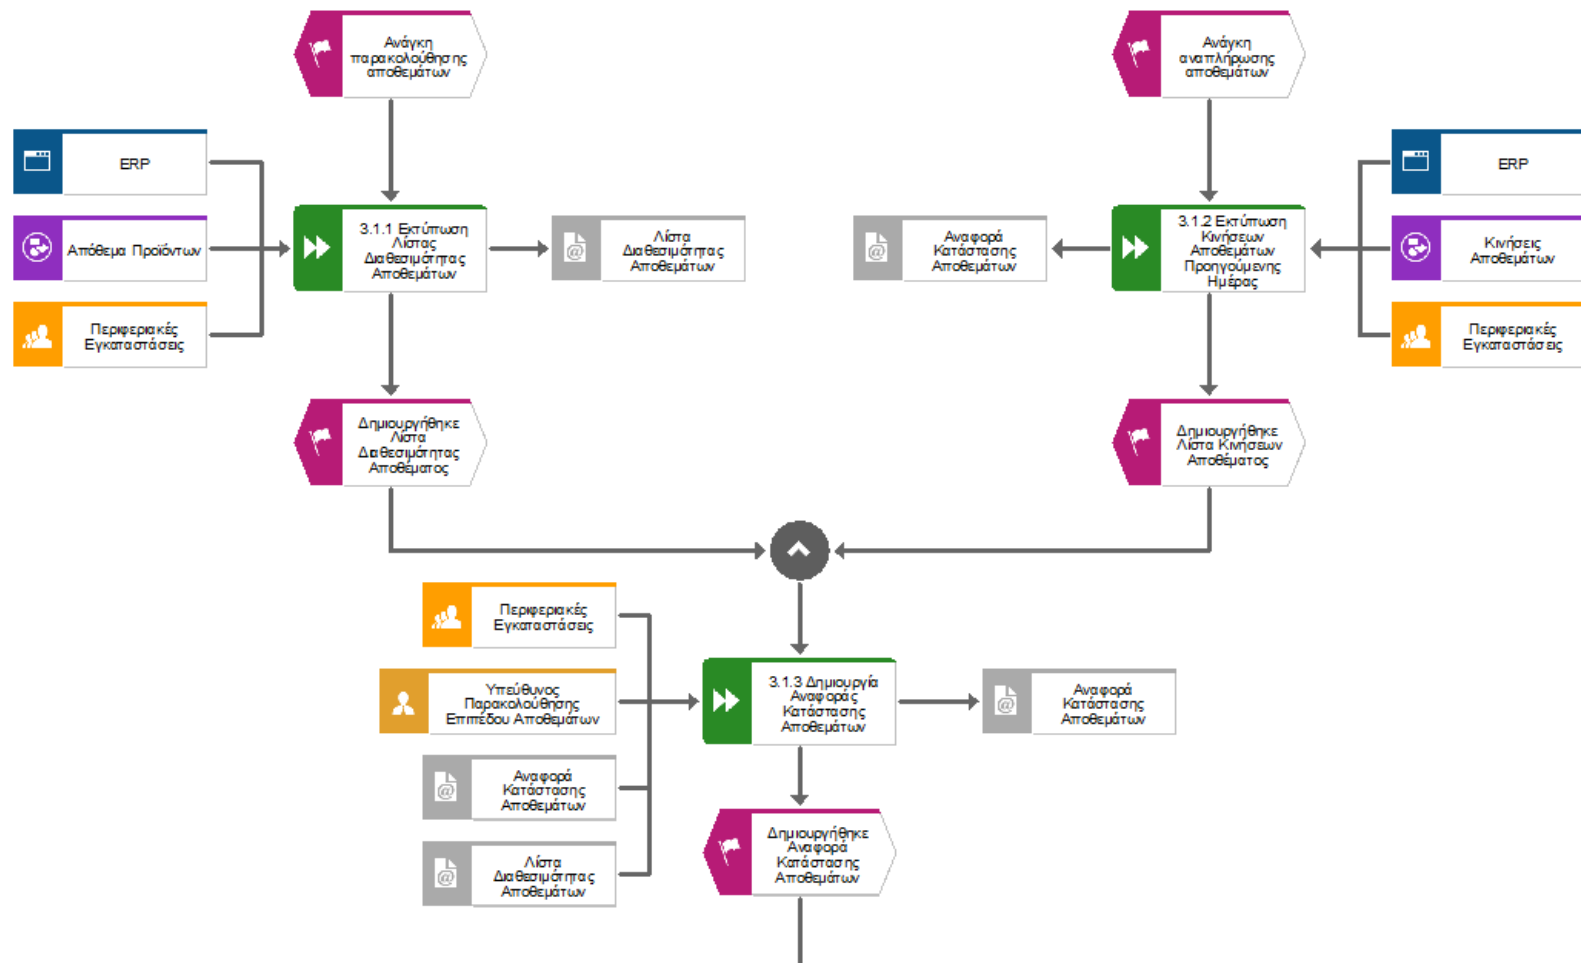 Ανάγκη
παρακολούθησης
αποθεμάτων
Ανάγκη
αναπλήρωσης
αποθεμάτων
ERP
Απόθεμα Προϊόντων
Περιφεριακές
Εγκαταστάσεις
3.1.1 Εκτύπωση
Λίστας
Διαθεσιμότητας
Αποθεμάτων
Λίστα
Διαθεσιμότητας
Αποθεμάτων
Αναφορά
Κατάστασης
Αποθεμάτων
3.1.2 Εκτύπωση
Κινήσεων
Αποθεμάτων
Προηγούμενης
Ημέρας
ERP
Κινήσεις
Αποθεμάτων
Περιφεριακές
Εγκαταστάσεις
Δημιουργήθηκε
Λίστα
Διαθεσιμότητας
Αποθέματος
Δημιουργήθηκε
Λίστα Κινήσεων
Αποθέματος
Περιφεριακές
Εγκαταστάσεις
Υπεύθυνος
Παρακολούθησης
Επιπέδου Αποθεμάτων
Αναφορά
Κατάστασης
Αποθεμάτων
Λίστα
Διαθεσιμότητας
Αποθεμάτων
3.1.3 Δημιουργία
Αναφοράς
Κατάστασης
Αποθεμάτων
Αναφορά
Κατάστασης
Αποθεμάτων
Δημιουργήθηκε
Αναφορά
Κατάστασης
Αποθεμάτων